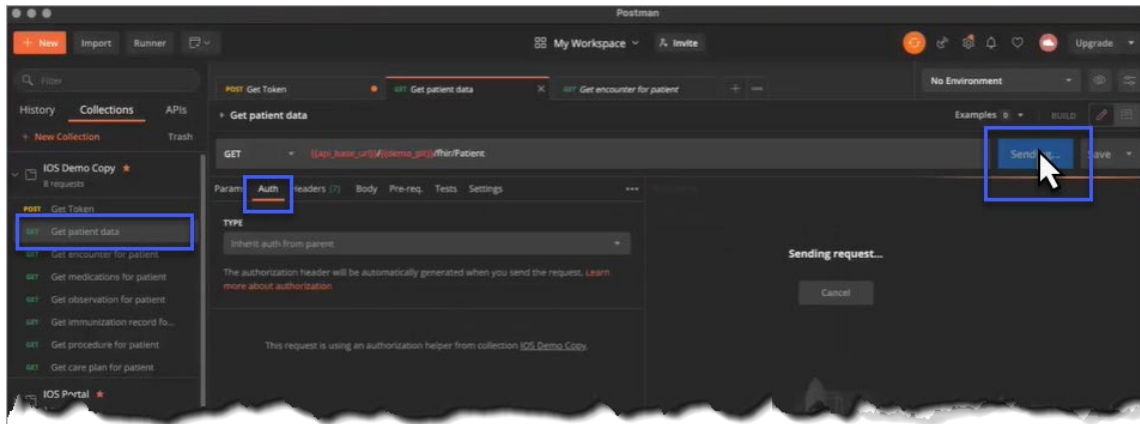 Postman
+ New Import Runner
My Workspace Invite Upgrade
Filter
No Environment
POST Get Token GET Get patient data × GET Get encounter for patient + •••
History Collections APIs
Get patient data Examples 0 BUILD
+ New Collection Trash
GET {{api_base_url}}/{{demo_pit}}/fhir/Patient Sending... Save
IOS Demo Copy ★
8 requests
Auth Headers (7) Body Pre-req. Tests Settings •••
POST Get Token
TYPE
GET Get patient data
Inherit auth from parent
GET Get encounter for patient
Sending request...
The authorization header will be automatically generated when you send the request. Learn
more about authorization
GET Get medications for patient
Cancel
GET Get observation for patient
GET Get immunization record fo...
GET Get procedure for patient
This request is using an authorization helper from collection IOS Demo Copy.
GET Get care plan for patient
IOS Portal ★